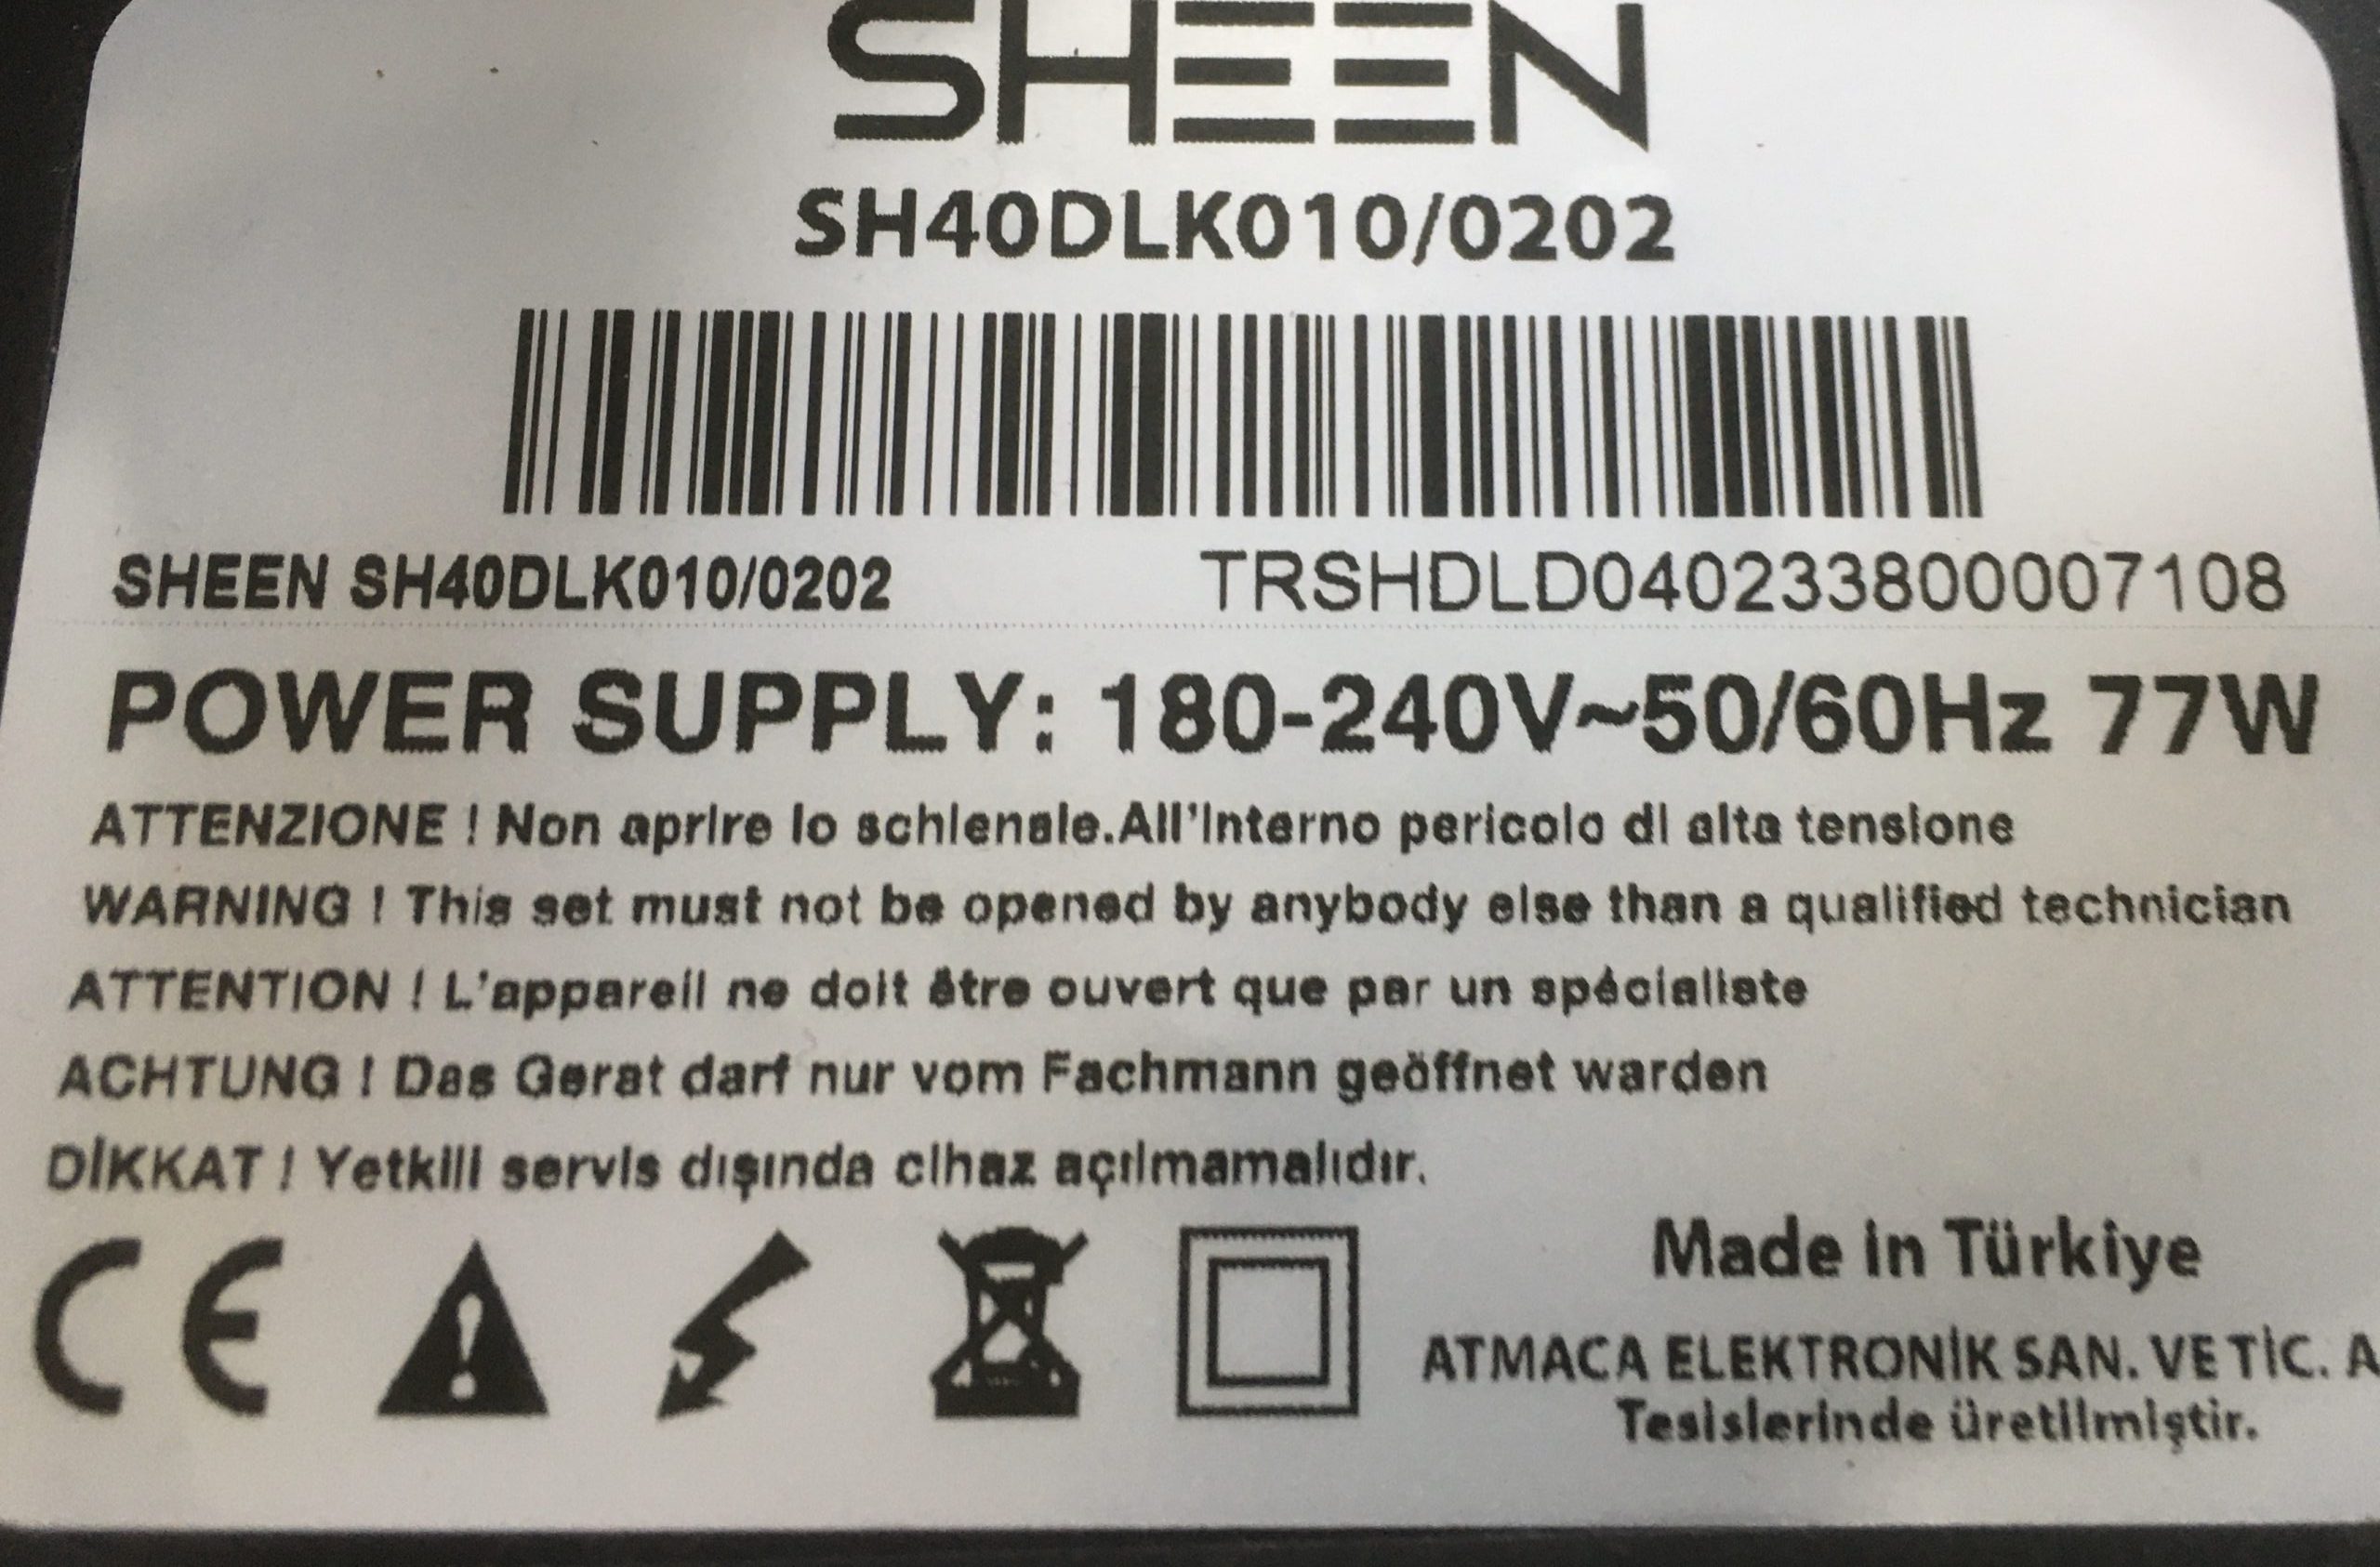 SHEEN
SH40DLK010/0202
SHEEN SH40DLK010/0202 TRSHDLD040233800007108
POWER SUPPLY: 180-240V~50/60Hz 77W
ATTENZIONE ! Non aprire lo schienale.All'interno pericolo di alta tensione
WARNING ! This set must not be opened by anybody else than a qualified technician
ATTENTION ! L'appareil ne doit être ouvert que par un spécialiste
ACHTUNG ! Das Gerat darf nur vom Fachmann geöffnet warden
DİKKAT ! Yetkili servis dışında cihaz açılmamalıdır.
CE
Made in Türkiye
ATMACA ELEKTRONİK SAN. VE TİC. A
Tesislerinde üretilmiştir.